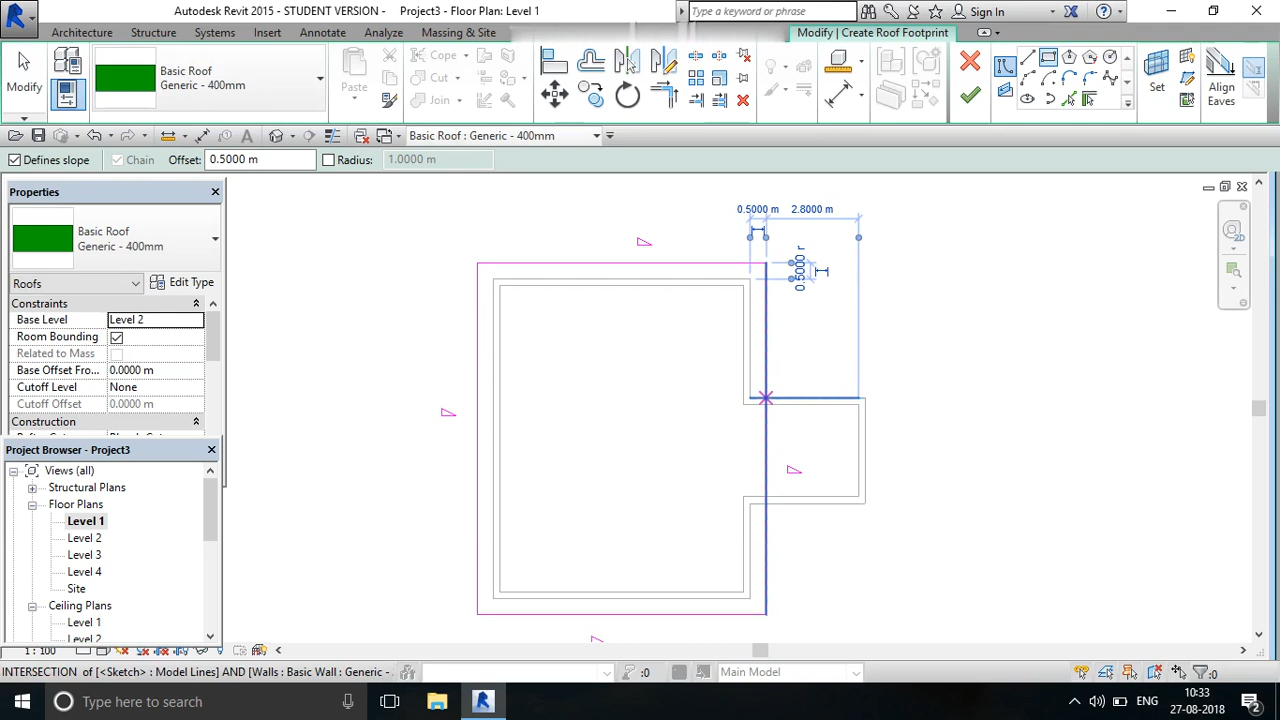 Autodesk Revit 2015 - STUDENT VERSION - Project3 - Floor Plan: Level 1
Type a keyword or phrase
Sign In
Architecture Structure Systems Insert Annotate Analyze Massing & Site Modify | Create Roof Footprint
Modify
Basic Roof
Generic - 400mm
Paste
Cope
Cut
Join
Set
Align
Eaves
Basic Roof : Generic - 400mm
Defines slope Chain Offset: 0.5000 m Radius: 1.0000 m
Properties
Basic Roof
Generic - 400mm
Roofs Edit Type
Constraints
Base Level Level 2
Room Bounding
Related to Mass
Base Offset Fro... 0.0000 m
Cutoff Level None
Cutoff Offset 0.0000 m
Construction
Project Browser - Project3
Views (all)
Structural Plans
Floor Plans
Level 1
Level 2
Level 3
Level 4
Site
Ceiling Plans
Level 1
Level 2
0.5000 m 2.8000 m
0.5000 r
1 : 100
INTERSECTION of [<Sketch> : Model Lines] AND [Walls : Basic Wall : Generic -
:0
Main Model
:0
Type here to search
ENG
10:33
27-08-2018
2